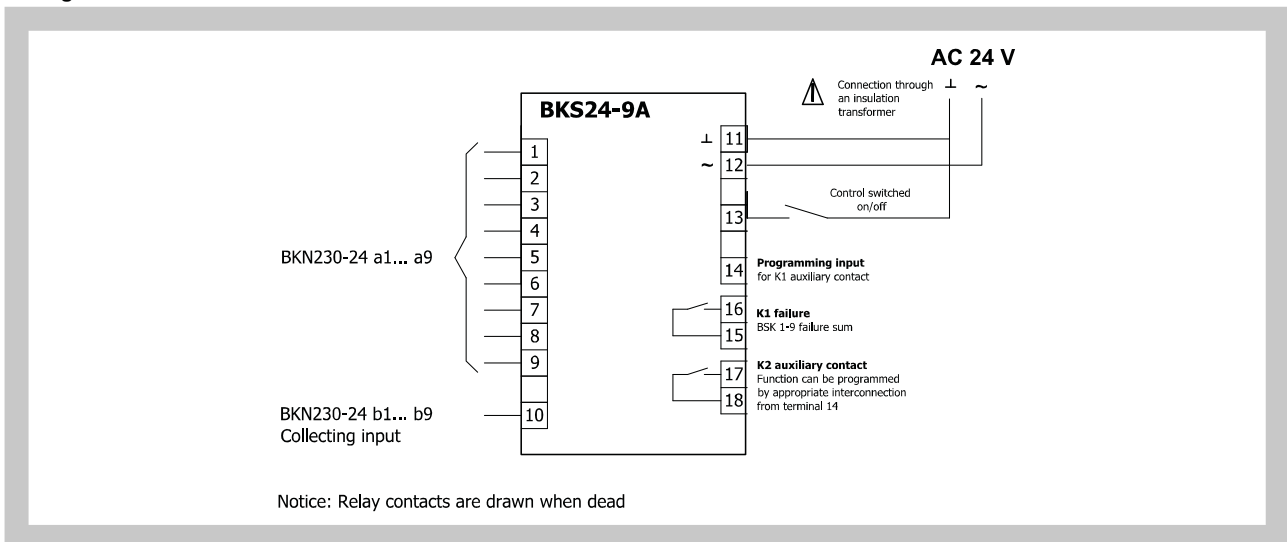 AC 24 V
Connection through
an insulation
transformer
⊥ ~
BKS24-9A
⊥ 11
~ 12
1
2
3
4
5
6
7
8
9
10
Control switched
on/off
13
BKN230-24 a1... a9
14
Programming input
for K1 auxiliary contact
16
15
K1 failure
BSK 1-9 failure sum
17
18
K2 auxiliary contact
Function can be programmed
by appropriate interconnection
from terminal 14
BKN230-24 b1... b9
Collecting input
Notice: Relay contacts are drawn when dead